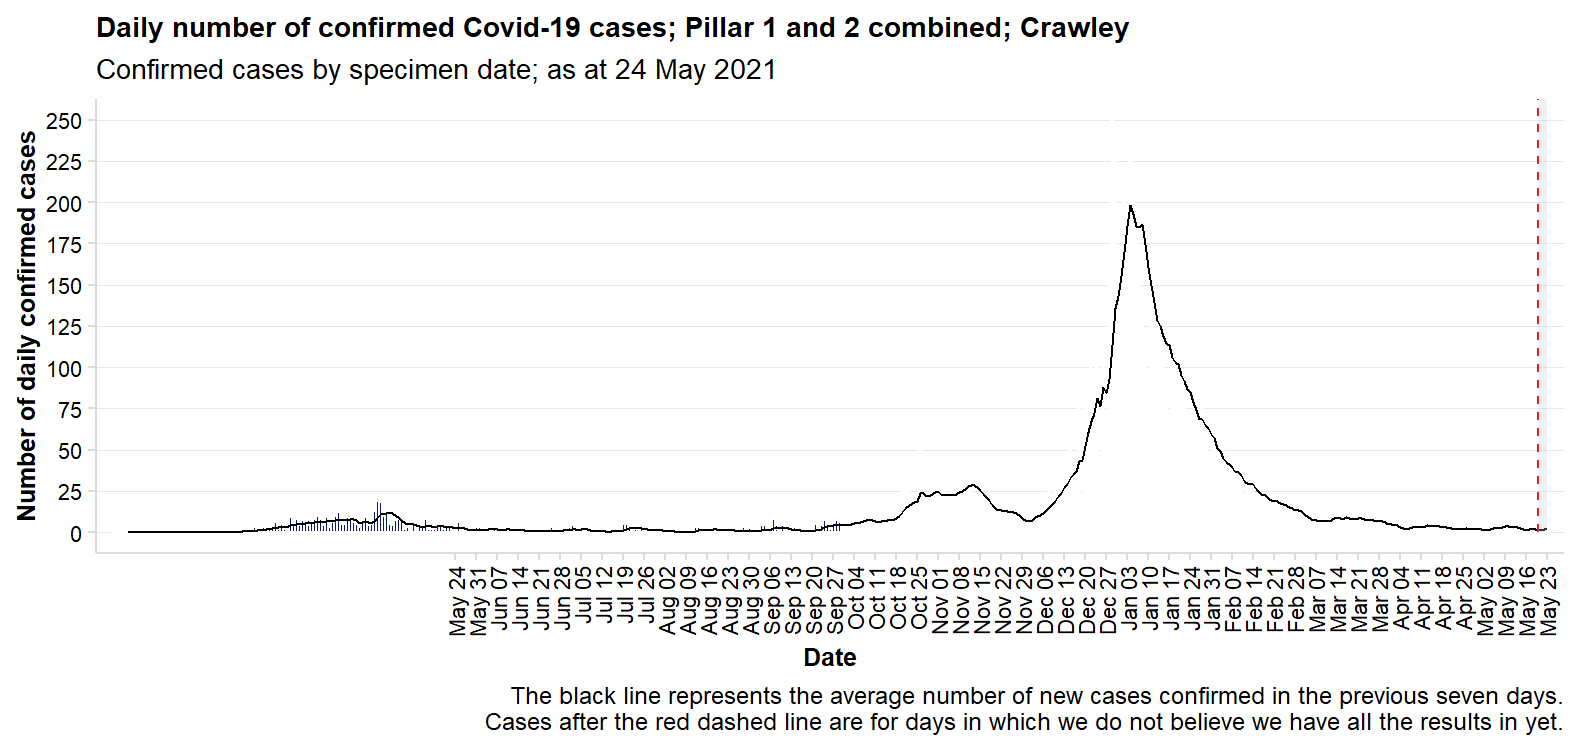 Daily number of confirmed Covid-19 cases; Pillar 1 and 2 combined; Crawley
Confirmed cases by specimen date; as at 24 May 2021
Number of daily confirmed cases
250
225
200
175
150
125
100
75
50
25
0
May 24
May 31
Jun 07
Jun 14
Jun 21
Jun 28
Jul 05
Jul 12
Jul 19
Jul 26
Aug 02
Aug 09
Aug 16
Aug 23
Aug 30
Sep 06
Sep 13
Sep 20
Sep 27
Oct 04
Oct 11
Oct 18
Oct 25
Nov 01
Nov 08
Nov 15
Nov 22
Nov 29
Dec 06
Dec 13
Dec 20
Dec 27
Jan 03
Jan 10
Jan 17
Jan 24
Jan 31
Feb 07
Feb 14
Feb 21
Feb 28
Mar 07
Mar 14
Mar 21
Mar 28
Apr 04
Apr 11
Apr 18
Apr 25
May 02
May 09
May 16
May 23
Date
The black line represents the average number of new cases confirmed in the previous seven days.
Cases after the red dashed line are for days in which we do not believe we have all the results in yet.